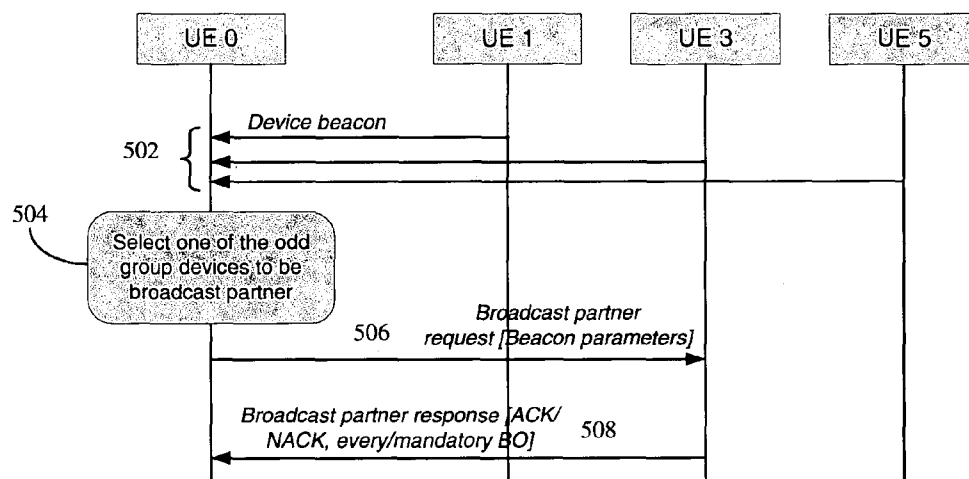 UE 0
UE 1
UE 3
UE 5
Device beacon
502
504
Select one of the odd
group devices to be
broadcast partner
506
Broadcast partner
request [Beacon parameters]
Broadcast partner response [ACK/
NACK, every/mandatory BO]
508